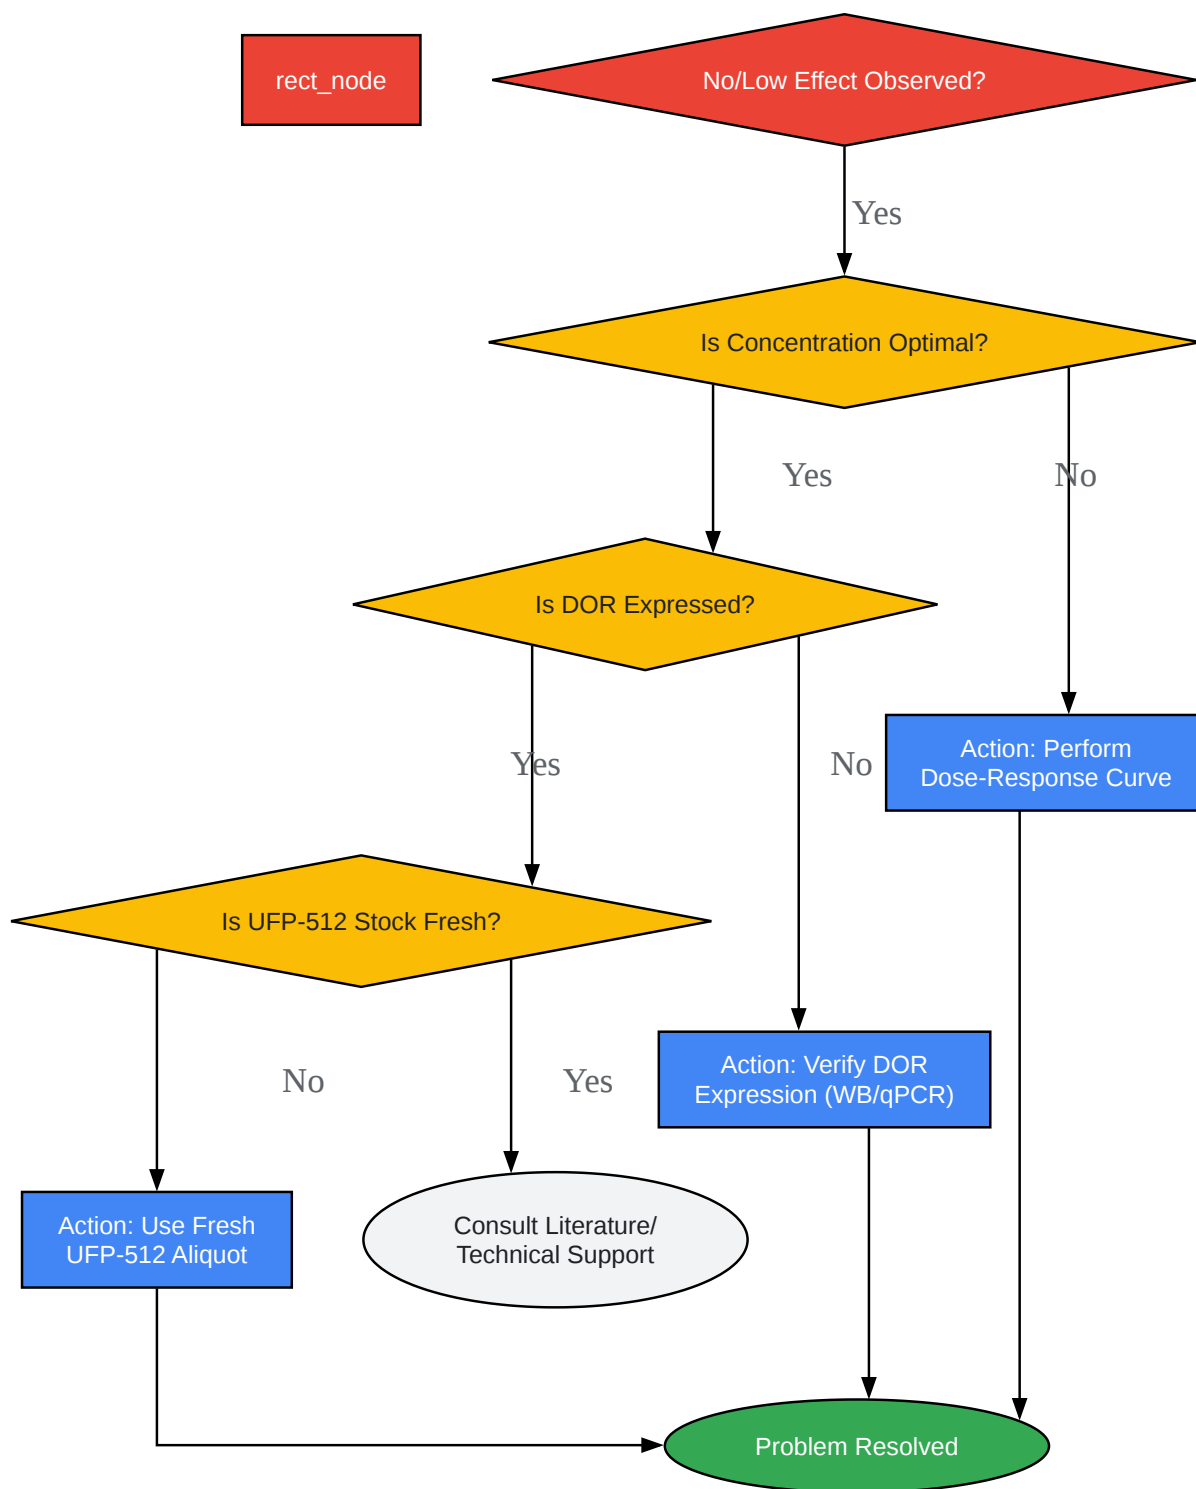 rect_node
No/Low Effect Observed?
Yes
Is Concentration Optimal?
Yes
No
Is DOR Expressed?
Yes
No
Action: Perform
Dose-Response Curve
Is UFP-512 Stock Fresh?
No
Yes
Action: Verify DOR
Expression (WB/qPCR)
Action: Use Fresh
UFP-512 Aliquot
Consult Literature/
Technical Support
Problem Resolved